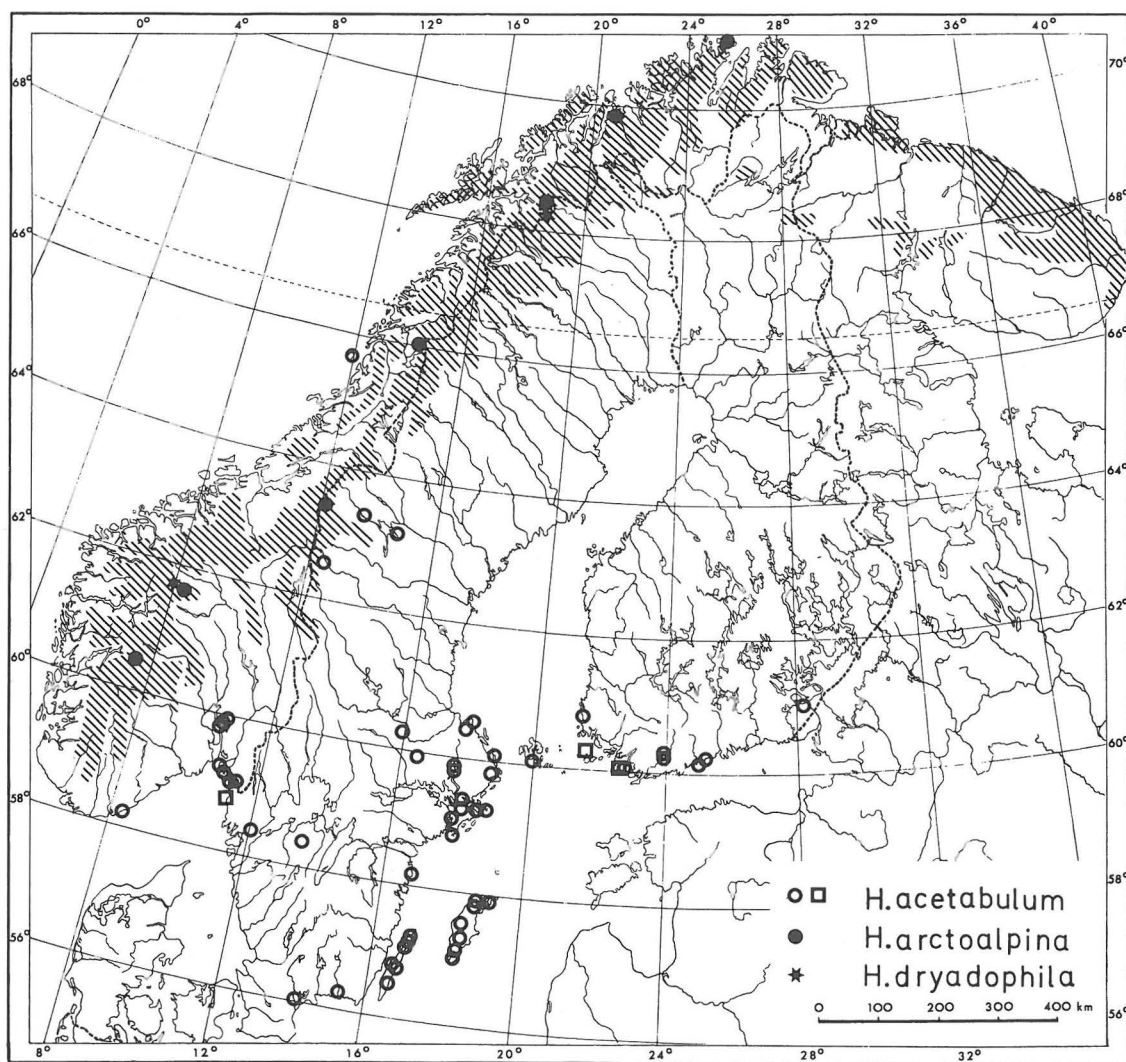 0° 4° 8° 12° 16° 20° 24° 28° 32° 36° 40°
68° 70°
66° 68°
64° 66°
62° 64°
60° 62°
58° 60°
56° 58°
56°
8° 12° 16° 20° 24° 28° 32°
H. acetabulum
H. arctoalpina
H. dryadophila
0 100 200 300 400 km